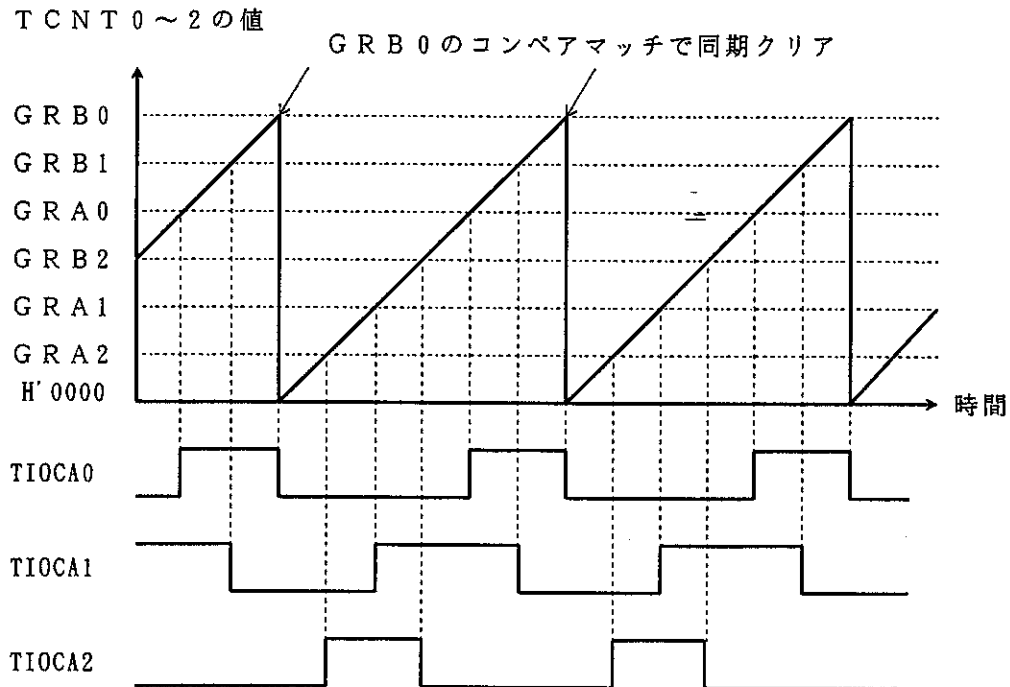 TCNT0～2の値
GRB0のコンペアマッチで同期クリア
GRB0
GRB1
GRA0
GRB2
GRA1
GRA2
H'0000
時間
TIOCA0
TIOCA1
TIOCA2